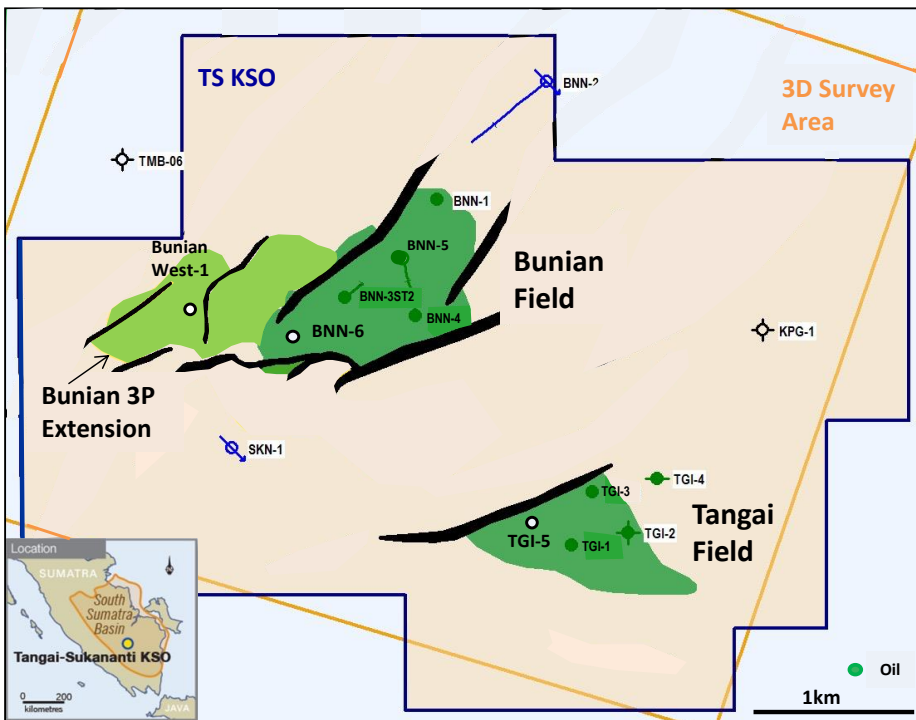 TS KSO
BNN-2
3D Survey
Area
TMB-06
BNN-1
Bunian
West-1
BNN-5
Bunian
Field
BNN-3ST2
BNN-4
BNN-6
KPG-1
Bunian 3P
Extension
SKN-1
TGI-4
TGI-3
Tangai
Field
TGI-5
TGI-2
TGI-1
Location
SUMATRA
South
Sumatra
Basin
Tangai-Sukananti KSO
0 200
kilometres
JAVA
Oil
1km